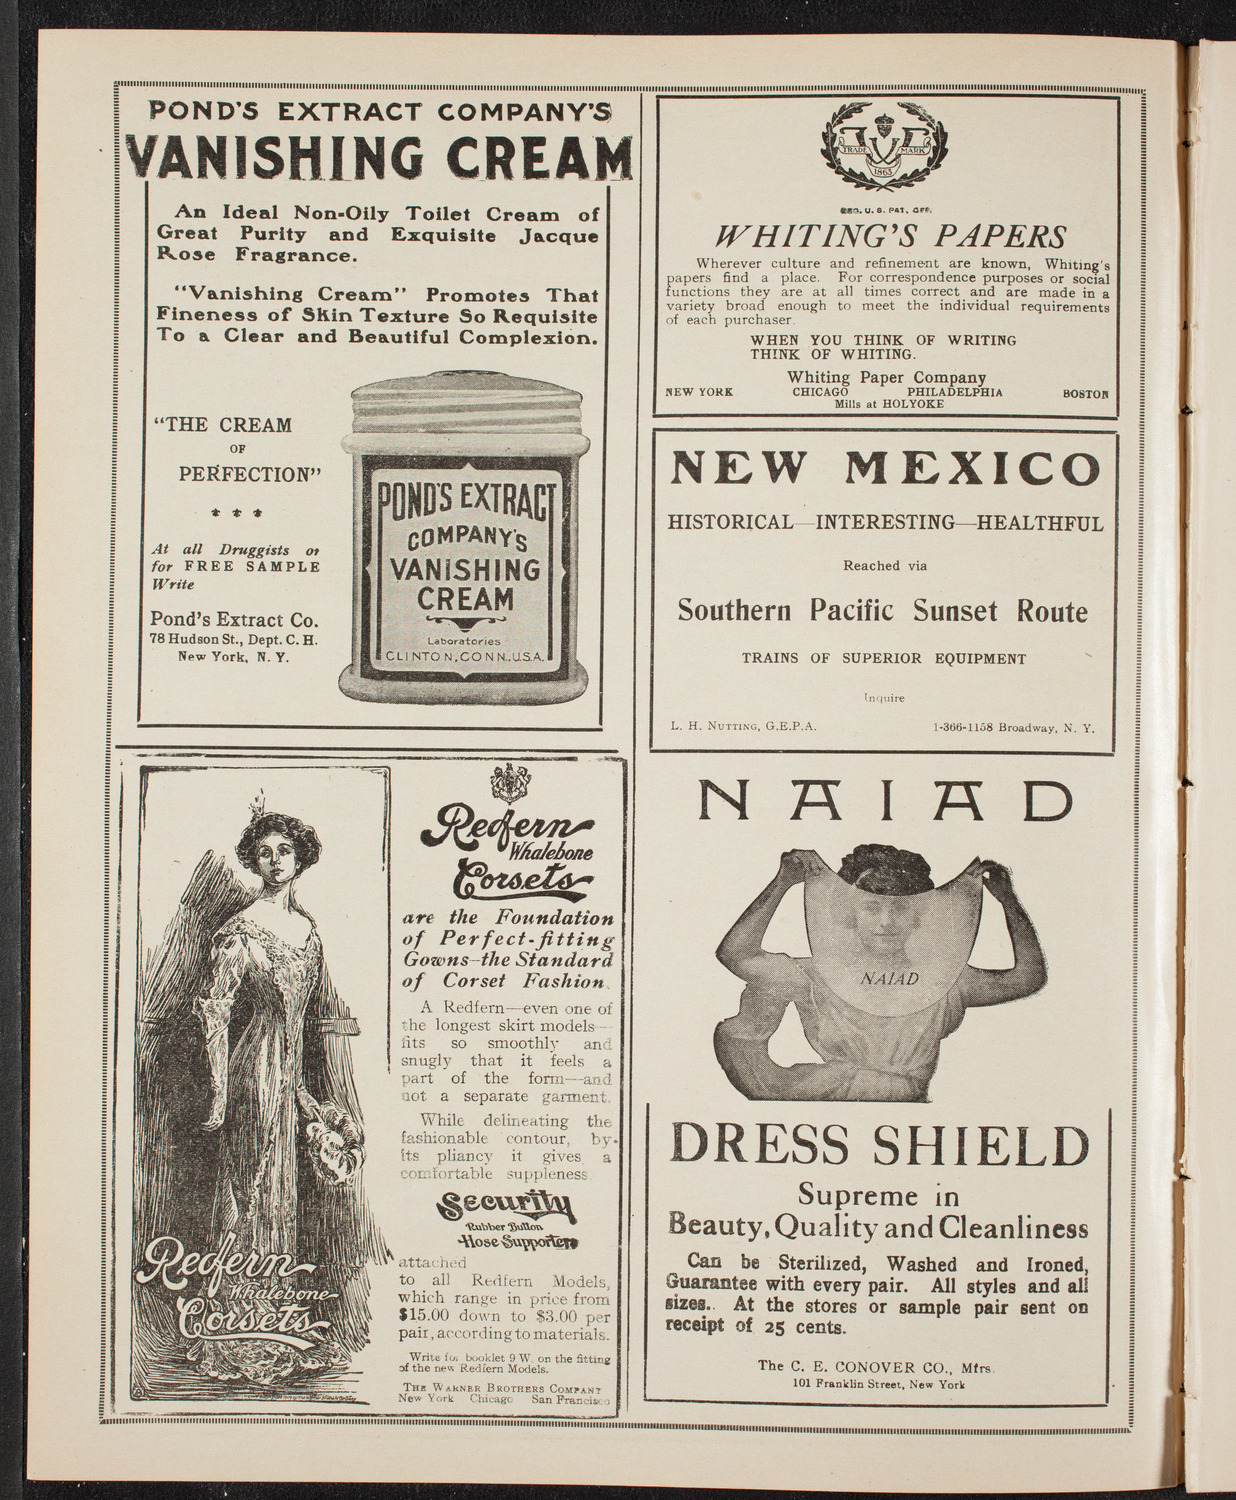 POND'S EXTRACT COMPANY'S
VANISHING CREAM
An Ideal Non-Oily Toilet Cream of
Great Purity and Exquisite Jacque
Rose Fragrance.
"Vanishing Cream" Promotes That
Fineness of Skin Texture So Requisite
To a Clear and Beautiful Complexion.
"THE CREAM
OF
PERFECTION"
* * *
At all Druggists or
for FREE SAMPLE
Write
Pond's Extract Co.
78 Hudson St., Dept. C. H.
New York, N. Y.
POND'S EXTRACT
COMPANY'S
VANISHING
CREAM
Laboratories
CLINTON, CONN., U.S.A.
TRADE MARK
1865
REG. U. S. PAT. OFF.
WHITING'S PAPERS
Wherever culture and refinement are known, Whiting's
papers find a place. For correspondence purposes or social
functions they are at all times correct and are made in a
variety broad enough to meet the individual requirements
of each purchaser.
WHEN YOU THINK OF WRITING
THINK OF WHITING.
Whiting Paper Company
NEW YORK CHICAGO PHILADELPHIA BOSTON
Mills at HOLYOKE
NEW MEXICO
HISTORICAL—INTERESTING—HEALTHFUL
Reached via
Southern Pacific Sunset Route
TRAINS OF SUPERIOR EQUIPMENT
Inquire
L. H. NUTTING, G.E.P.A. 1-366-1158 Broadway, N. Y.
Redfern
Whalebone
Corsets
are the Foundation
of Perfect-fitting
Gowns—the Standard
of Corset Fashion.
A Redfern—even one of
the longest skirt models—
fits so smoothly and
snugly that it feels a
part of the form—and
not a separate garment.
While delineating the
fashionable contour, by
its pliancy it gives a
comfortable suppleness.
Security
Rubber Button
Hose Supporters
attached
to all Redfern Models,
which range in price from
$15.00 down to $3.00 per
pair, according to materials.
Write for booklet 9 W. on the fitting
of the new Redfern Models.
THE WARNER BROTHERS COMPANY
New York Chicago San Francisco
Redfern
Whalebone
Corsets
NAIAD
NAIAD
DRESS SHIELD
Supreme in
Beauty, Quality and Cleanliness
Can be Sterilized, Washed and Ironed,
Guarantee with every pair. All styles and all
sizes. At the stores or sample pair sent on
receipt of 25 cents.
The C. E. CONOVER CO., Mfrs.
101 Franklin Street, New York